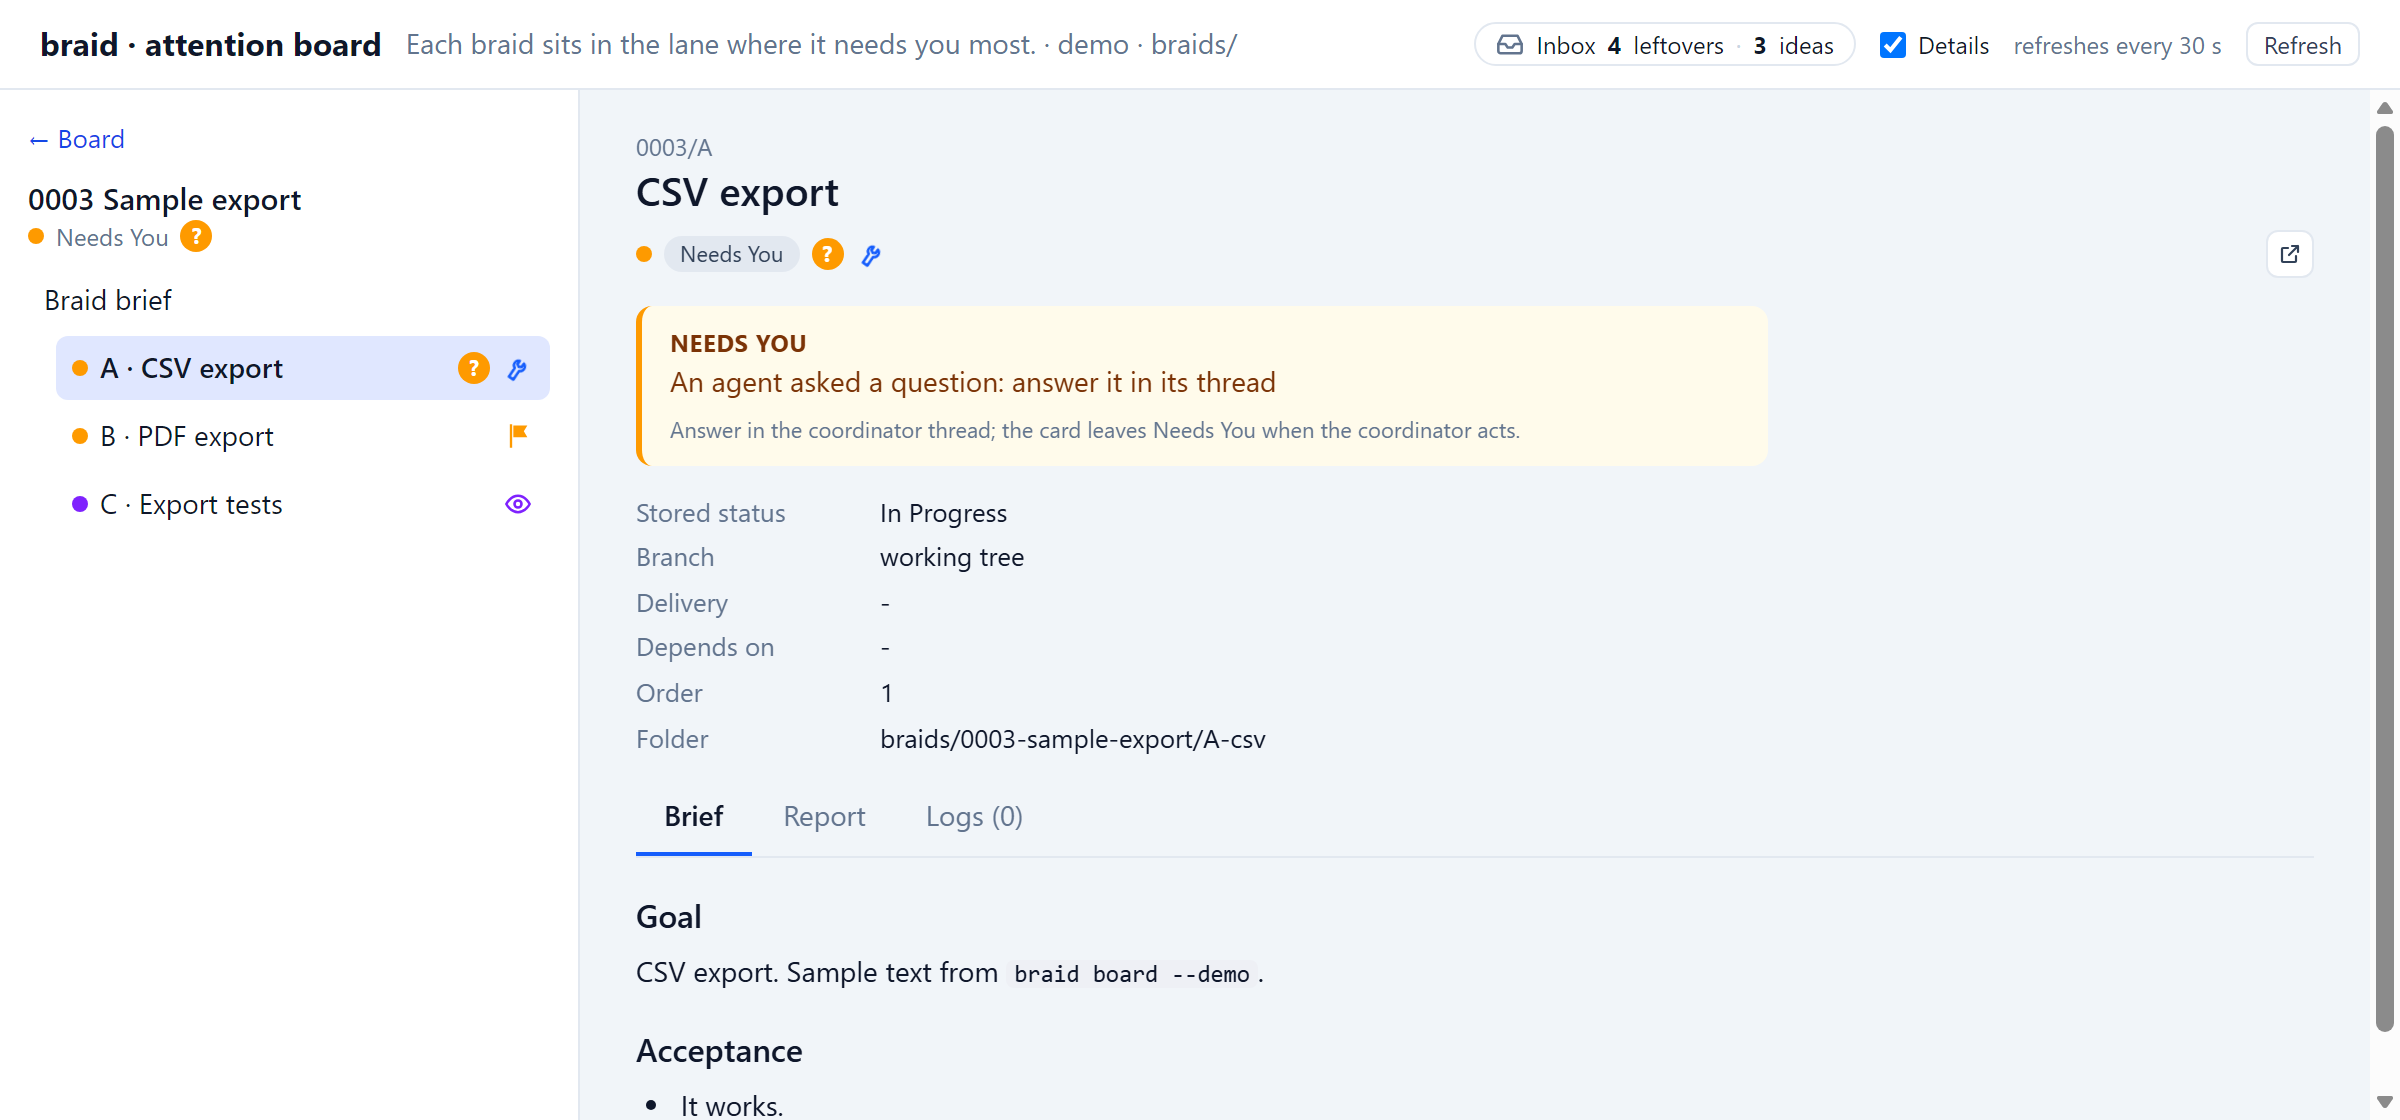 braid · attention board Each braid sits in the lane where it needs you most. · demo · braids/ Inbox 4 leftovers · 3 ideas Details refreshes every 30 s Refresh
← Board
0003 Sample export
Needs You ?
Braid brief
A · CSV export ?
B · PDF export
C · Export tests
0003/A
CSV export
Needs You ?
NEEDS YOU
An agent asked a question: answer it in its thread
Answer in the coordinator thread; the card leaves Needs You when the coordinator acts.
Stored status In Progress
Branch working tree
Delivery -
Depends on -
Order 1
Folder braids/0003-sample-export/A-csv
Brief Report Logs (0)
Goal
CSV export. Sample text from braid board --demo.
Acceptance
• It works.